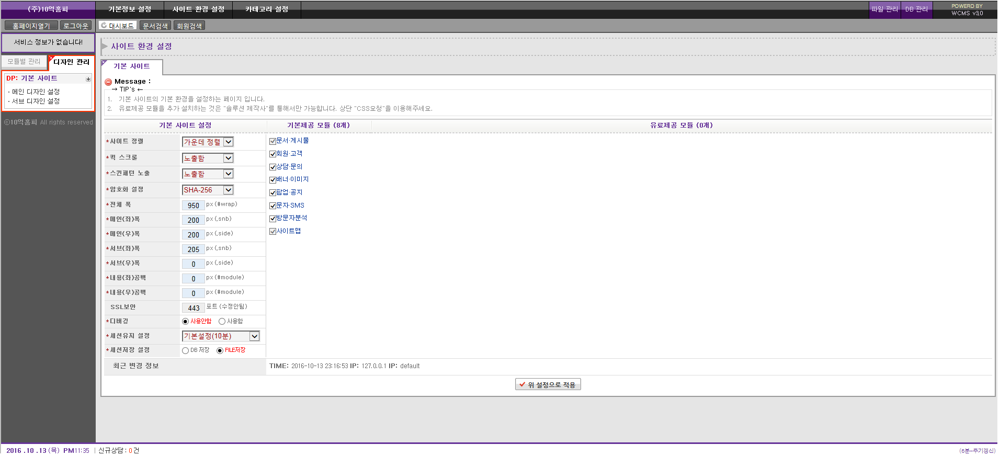 (주)10억홈피 기본정보 설정 사이트 환경 설정 카테고리 설정 파일 관리 DB 관리 POWERD BY
WCMS v3.0
홈페이지열기 로그아웃 대시보드 문서검색 회원검색
서비스 정보가 없습니다!
사이트 환경 설정
모듈별 관리 디자인 관리
기본 사이트
DP: 기본 사이트
· 메인 디자인 설정
· 서브 디자인 설정
ⓒ10억홈피 All rights reserved
Message :
→ TIP's ←
1. 기본 사이트의 기본 환경을 설정하는 페이지 입니다.
2. 유료제공 모듈을 추가 설치하는 것은 "솔루션 제작사"를 통해서만 가능합니다. 상단 "CSS요청"을 이용해주세요.
기본 사이트 설정 기본제공 모듈 (8개) 유료제공 모듈 (0개)
*사이트 정렬 가운데 정렬
*퀵 스크롤 노출함
*스킨패턴 노출 노출함
*암호화 설정 SHA-256
*전체 폭 950 px (#wrap)
*메인(좌)폭 200 px (.snb)
*메인(우)폭 200 px (.side)
*서브(좌)폭 205 px (.snb)
*서브(우)폭 0 px (.side)
*내용(좌)공백 0 px (#module)
*내용(우)공백 0 px (#module)
SSL보안 443 포트 (수정안됨)
*디버깅 사용안함 사용함
*세션유지 설정 기본설정(10분)
*세션저장 설정 DB 저장 FILE저장
문서·게시물
회원·고객
상담·문의
배너·이미지
팝업·공지
문자·SMS
방문자분석
사이트맵
최근 변경 정보 TIME: 2016-10-13 23:16:53 IP: 127.0.0.1 IP: default
위 설정으로 적용
2016 .10 .13 (목) PM 11:35 | 신규상담 : 0 건 (6분-주기갱신)